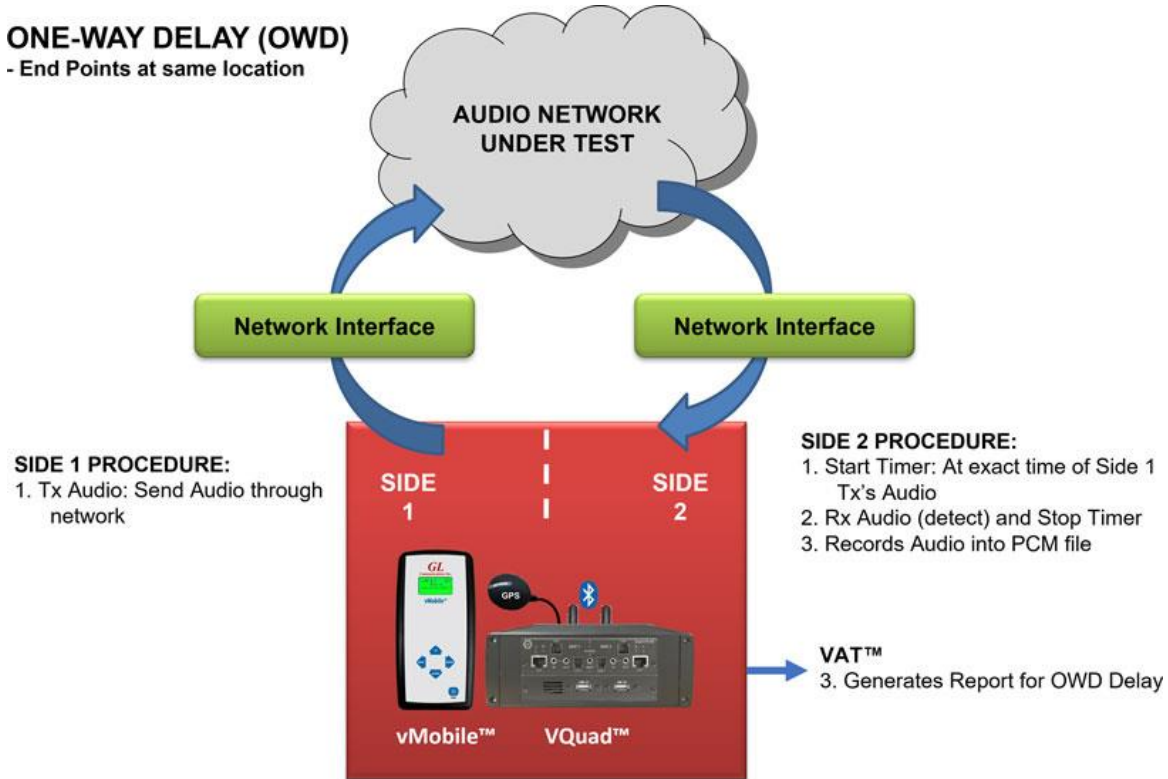 ONE-WAY DELAY (OWD)
- End Points at same location
AUDIO NETWORK
UNDER TEST
Network Interface
Network Interface
SIDE 1 PROCEDURE:
1. Tx Audio: Send Audio through
network
SIDE
1
SIDE
2
SIDE 2 PROCEDURE:
1. Start Timer: At exact time of Side 1
Tx's Audio
2. Rx Audio (detect) and Stop Timer
3. Records Audio into PCM file
GL
vMobile™
GPS
vMobile™
VQuad™
VAT™
3. Generates Report for OWD Delay